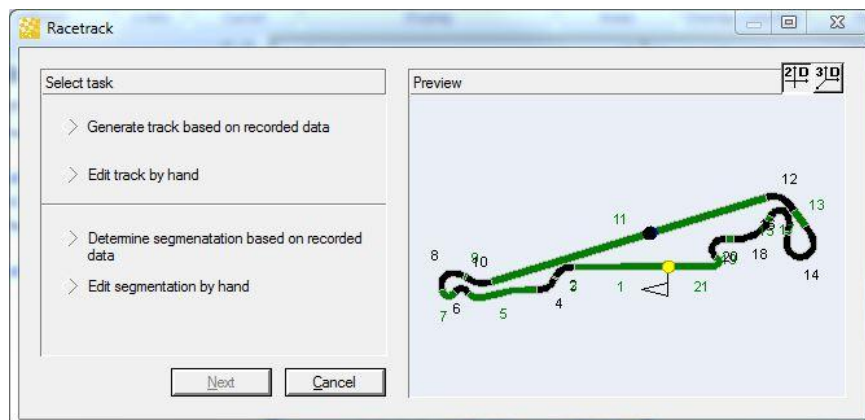 Racetrack
Select task
Generate track based on recorded data
Edit track by hand
Determine segmenatation based on recorded
data
Edit segmentation by hand
Next
Cancel
Preview
2D
3D
12
13
11
8
9
10
20
18
14
7
6
5
4
2
1
21